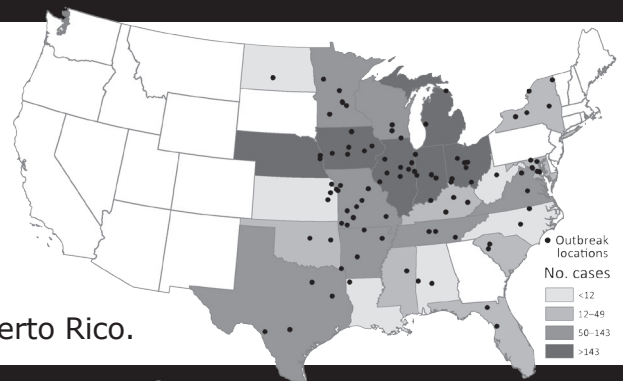 erto Rico.
Outbreak
locations
No. cases
<12
12–49
50–143
>143